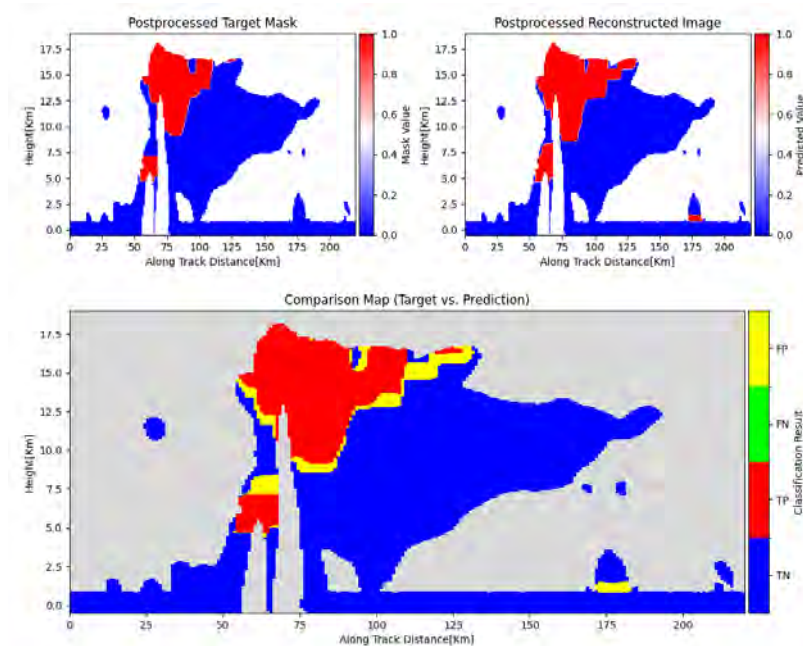 Postprocessed Target Mask
Postprocessed Reconstructed Image
17.5
15.0
12.5
10.0
7.5
5.0
2.5
0.0
Height[Km]
0 25 50 75 100 125 150 175 200
Along Track Distance[Km]
1.0
0.8
0.6
0.4
0.2
0.0
Mask Value
17.5
15.0
12.5
10.0
7.5
5.0
2.5
0.0
Height[Km]
0 25 50 75 100 125 150 175 200
Along Track Distance[Km]
1.0
0.8
0.6
0.4
0.2
0.0
Predicted Value
Comparison Map (Target vs. Prediction)
17.5
15.0
12.5
10.0
7.5
5.0
2.5
0.0
Height[Km]
0 25 50 75 100 125 150 175 200
Along Track Distance[Km]
FP
PN
TP
TN
Classification Result